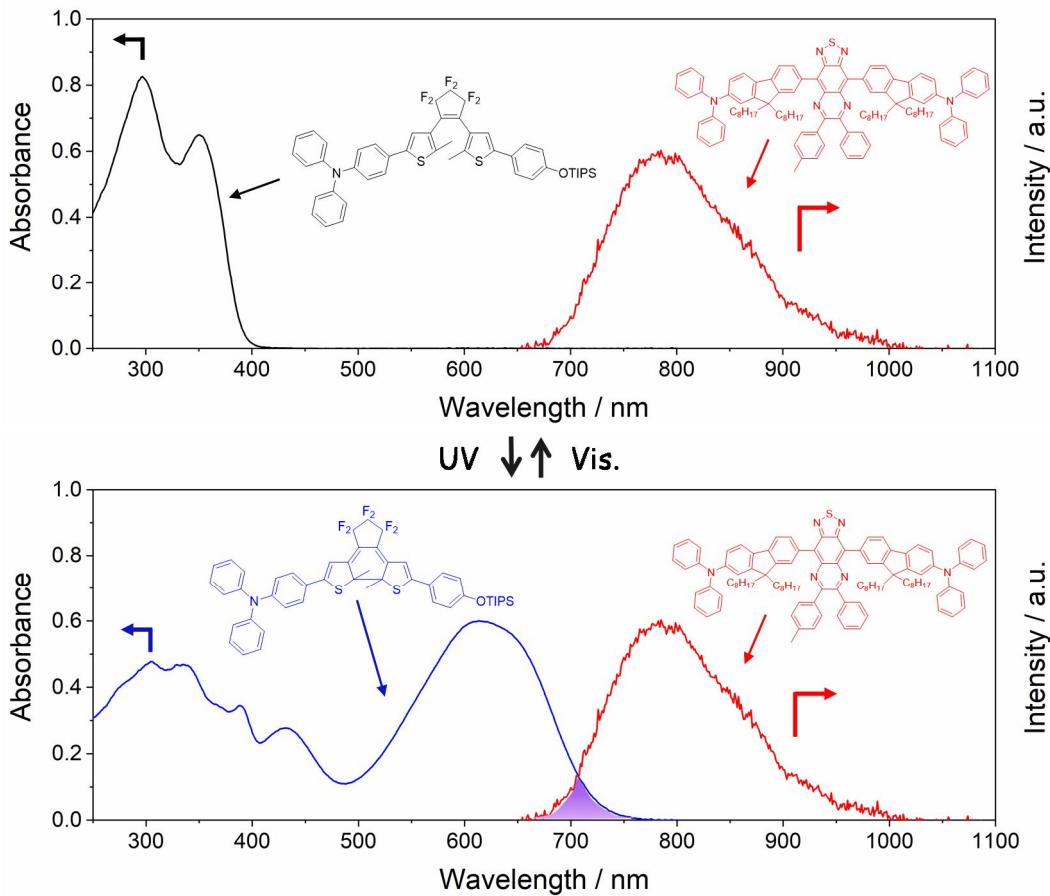 1.0
0.8
0.6
0.4
0.2
0.0
Absorbance
F₂ F₂ F₂
S S
N
OTIPS
S
N N
N N
N N
C₈H₁₇ C₈H₁₇ C₈H₁₇ C₈H₁₇
Intensity / a.u.
300 400 500 600 700 800 900 1000 1100
Wavelength / nm
UV Vis.
1.0
0.8
0.6
0.4
0.2
0.0
Absorbance
F₂ F₂ F₂
S S
N
OTIPS
S
N N
N N
N N
C₈H₁₇ C₈H₁₇ C₈H₁₇ C₈H₁₇
Intensity / a.u.
300 400 500 600 700 800 900 1000 1100
Wavelength / nm